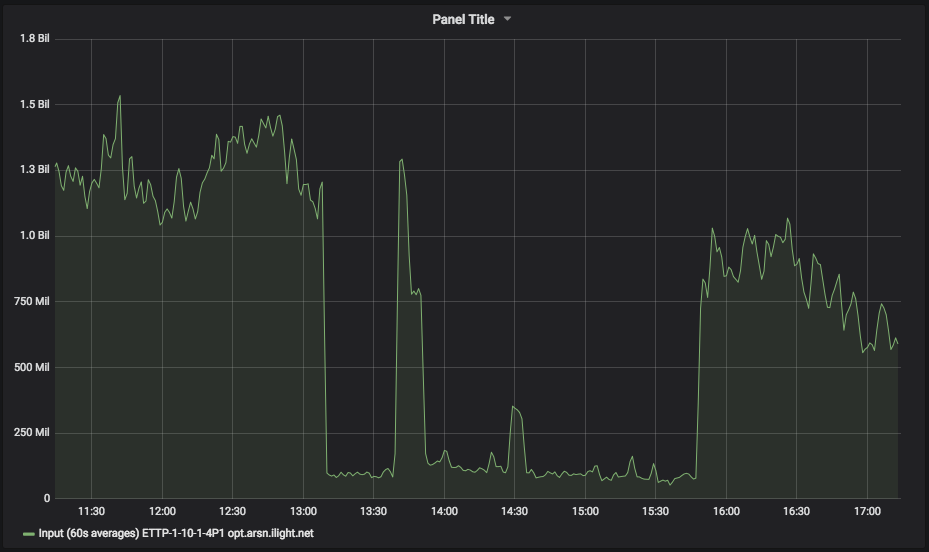 Panel Title
1.8 Bil
1.5 Bil
1.3 Bil
1.0 Bil
750 Mil
500 Mil
250 Mil
0
11:30 12:00 12:30 13:00 13:30 14:00 14:30 15:00 15:30 16:00 16:30 17:00
Input (60s averages) ETTP-1-10-1-4P1 opt.arsn.ilight.net